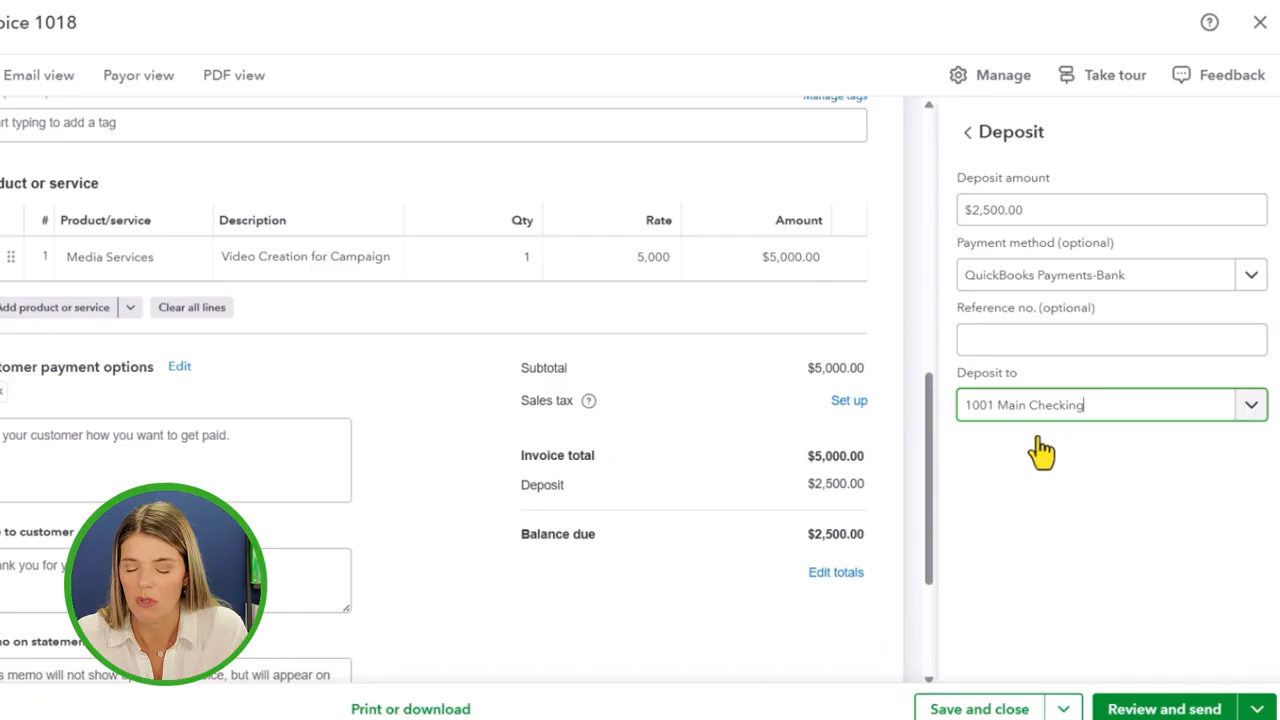 oice 1018
Email view Payor view PDF view Manage Take tour Feedback
Manage tags
rt typing to add a tag
duct or service
# Product/service Description Qty Rate Amount
1 Media Services Video Creation for Campaign 1 5,000 $5,000.00
Add product or service Clear all lines
tomer payment options Edit
Subtotal $5,000.00
Sales tax Set up
your customer how you want to get paid.
Invoice total $5,000.00
Deposit $2,500.00
e to customer
Balance due $2,500.00
ank you for y
Edit totals
mo on statemen
s memo will not show up ice, but will appear on
Deposit
Deposit amount
$2,500.00
Payment method (optional)
QuickBooks Payments-Bank
Reference no. (optional)
Deposit to
1001 Main Checking
Print or download Save and close Review and send